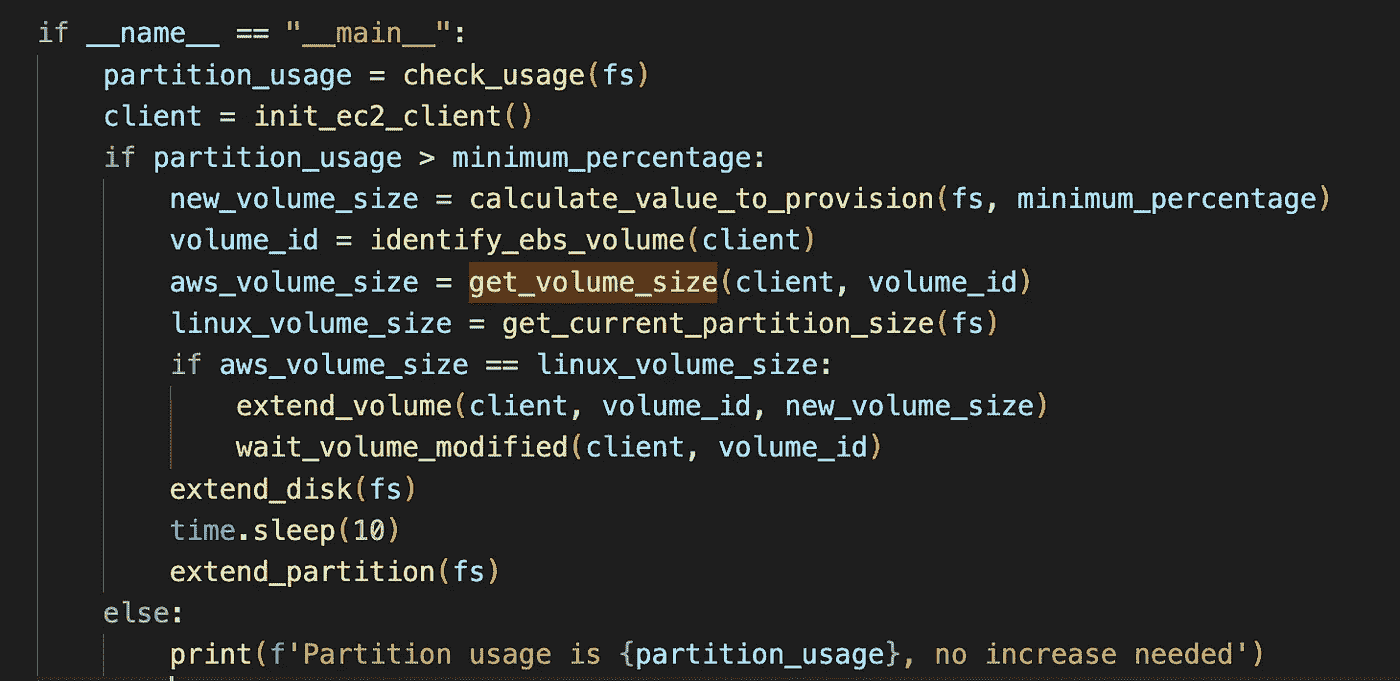 if __name__ == "__main__":
    partition_usage = check_usage(fs)
    client = init_ec2_client()
    if partition_usage > minimum_percentage:
        new_volume_size = calculate_value_to_provision(fs, minimum_percentage)
        volume_id = identify_ebs_volume(client)
        aws_volume_size = get_volume_size(client, volume_id)
        linux_volume_size = get_current_partition_size(fs)
        if aws_volume_size == linux_volume_size:
            extend_volume(client, volume_id, new_volume_size)
            wait_volume_modified(client, volume_id)
        extend_disk(fs)
        time.sleep(10)
        extend_partition(fs)
    else:
        print(f'Partition usage is {partition_usage}, no increase needed')